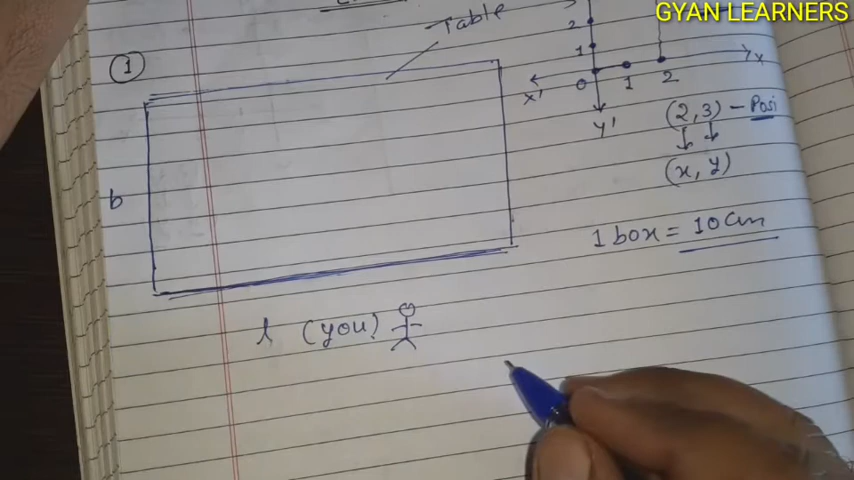 GYAN LEARNERS
Table
2
1
1
0
1
2
X
X'
Y'
(2,3) - Posi
(x, y)
b
1 box = 10 cm
l (you)